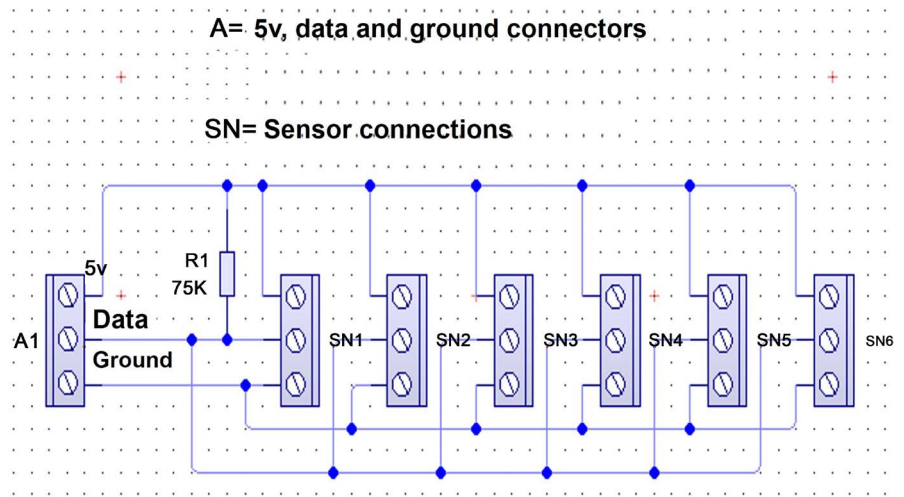 A= 5v, data and ground connectors
SN= Sensor connections
5v
R1
75K
Data
A1
SN1
SN2
SN3
SN4
SN5
SN6
Ground